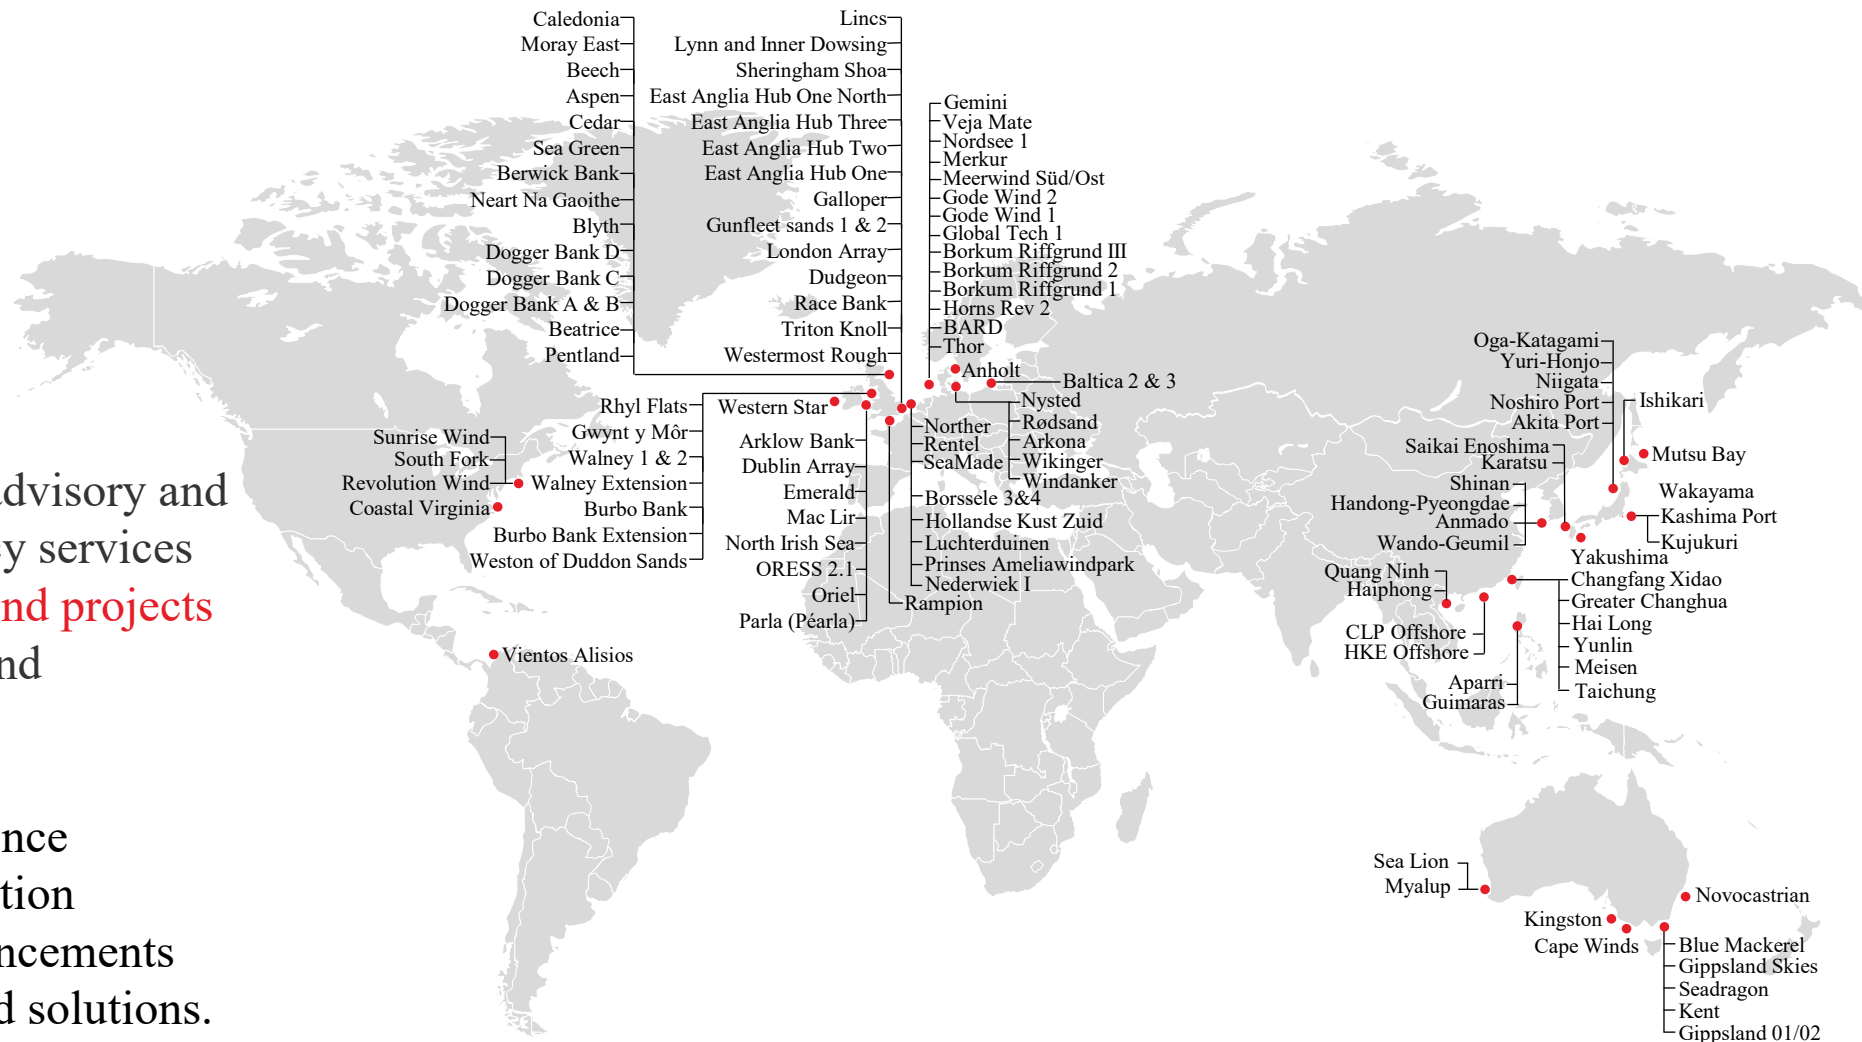 dvisory and
y services
nd projects
nd
nce
tion
ncements
d solutions.
Caledonia
Moray East
Beech
Aspen
Cedar
Sea Green
Berwick Bank
Neart Na Gaoithe
Blyth
Dogger Bank D
Dogger Bank C
Dogger Bank A & B
Beatrice
Pentland
Lincs
Lynn and Inner Dowsing
Sheringham Shoa
East Anglia Hub One North
East Anglia Hub Three
East Anglia Hub Two
East Anglia Hub One
Galloper
Gunfleet sands 1 & 2
London Array
Dudgeon
Race Bank
Triton Knoll
Westermost Rough
Gemini
Veja Mate
Nordsee 1
Merkur
Meerwind Süd/Ost
Gode Wind 2
Gode Wind 1
Global Tech 1
Borkum Riffgrund III
Borkum Riffgrund 2
Borkum Riffgrund 1
Horns Rev 2
BARD
Thor
Anholt
Baltica 2 & 3
Nysted
Rødsand
Arkona
Wikinger
Windanker
Rhyl Flats
Gwynt y Môr
Walney 1 & 2
Walney Extension
Burbo Bank
Burbo Bank Extension
Weston of Duddon Sands
Western Star
Arklow Bank
Dublin Array
Emerald
Mac Lir
North Irish Sea
ORESS 2.1
Oriel
Parla (Péarla)
Norther
Rentel
SeaMade
Borssele 3&4
Hollandse Kust Zuid
Luchterduinen
Prinses Ameliawindpark
Nederwiek I
Rampion
Sunrise Wind
South Fork
Revolution Wind
Coastal Virginia
Vientos Alisios
Oga-Katagami
Yuri-Honjo
Niigata
Noshiro Port
Akita Port
Ishikari
Mutsu Bay
Saikai Enoshima
Karatsu
Shinan
Handong-Pyeongdae
Anmado
Wando-Geumil
Wakayama
Kashima Port
Kujukuri
Yakushima
Quang Ninh
Haiphong
CLP Offshore
HKE Offshore
Aparri
Guimaras
Changfang Xidao
Greater Changhua
Hai Long
Yunlin
Meisen
Taichung
Sea Lion
Myalup
Kingston
Cape Winds
Novocastrian
Blue Mackerel
Gippsland Skies
Seadragon
Kent
Gippsland 01/02